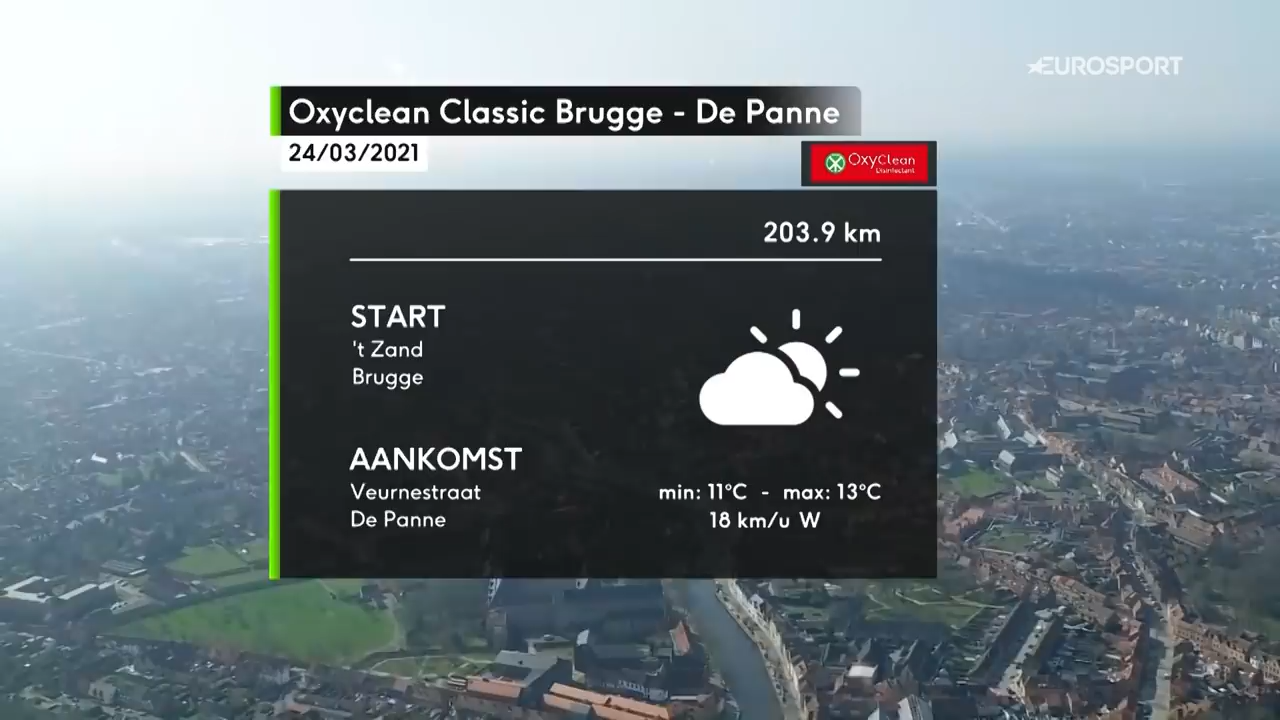 EUROSPORT
Oxyclean Classic Brugge - De Panne
24/03/2021
OxyClean
Disinfectant
203.9 km
START
't Zand
Brugge
AANKOMST
Veurnestraat
De Panne
min: 11°C - max: 13°C
18 km/u W